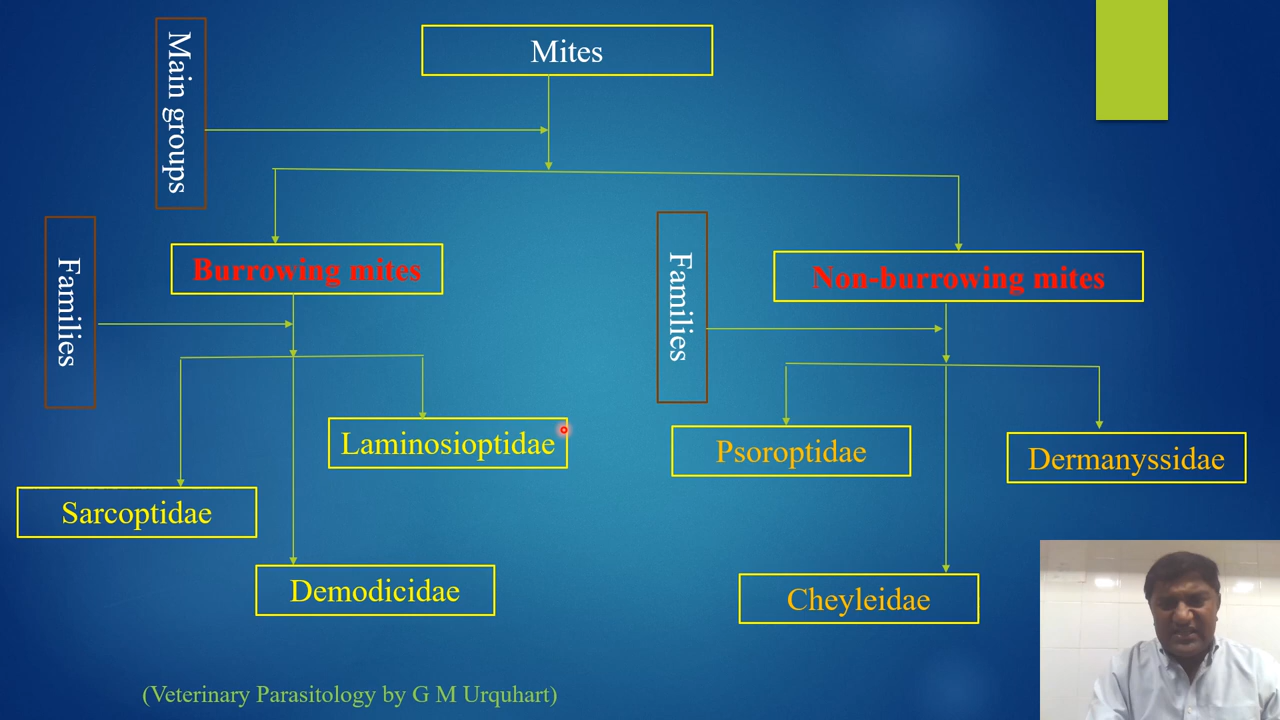 Main groups
Mites
Families
Burrowing mites
Families
Non-burrowing mites
Laminosioptidae
Psoroptidae
Dermanyssidae
Sarcoptidae
Demodicidae
Cheyleidae
(Veterinary Parasitology by G M Urquhart)